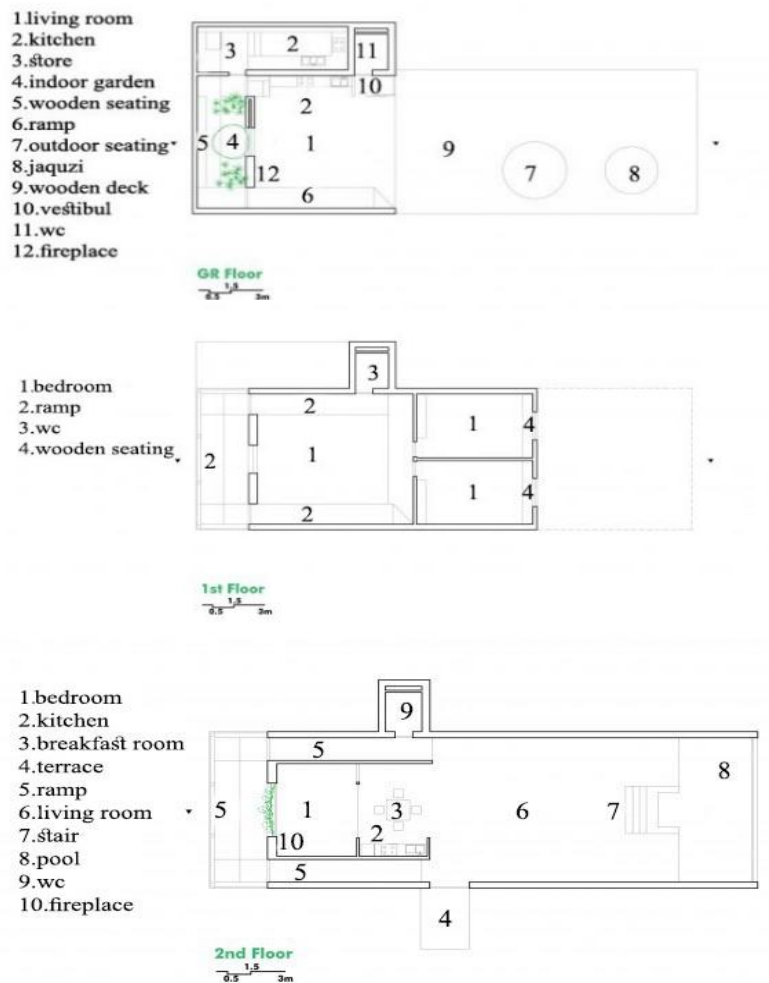 1.living room
2.kitchen
3.store
4.indoor garden
5.wooden seating
6.ramp
7.outdoor seating
8.jaquzi
9.wooden deck
10.vestibul
11.wc
12.fireplace
3 2 11
10
2
5 4 1 9 7 8
12
6
GR Floor
1.5
0.5 3m
1.bedroom
2.ramp
3.wc
4.wooden seating
3
2
1 4
2 1
1 4
2
1st Floor
1.5
0.5 3m
1.bedroom
2.kitchen
3.breakfast room
4.terrace
5.ramp
6.living room
7.stair
8.pool
9.wc
10.fireplace
9
5
8
5 1 3 6 7
2
10
5
4
2nd Floor
1.5
0.5 3m